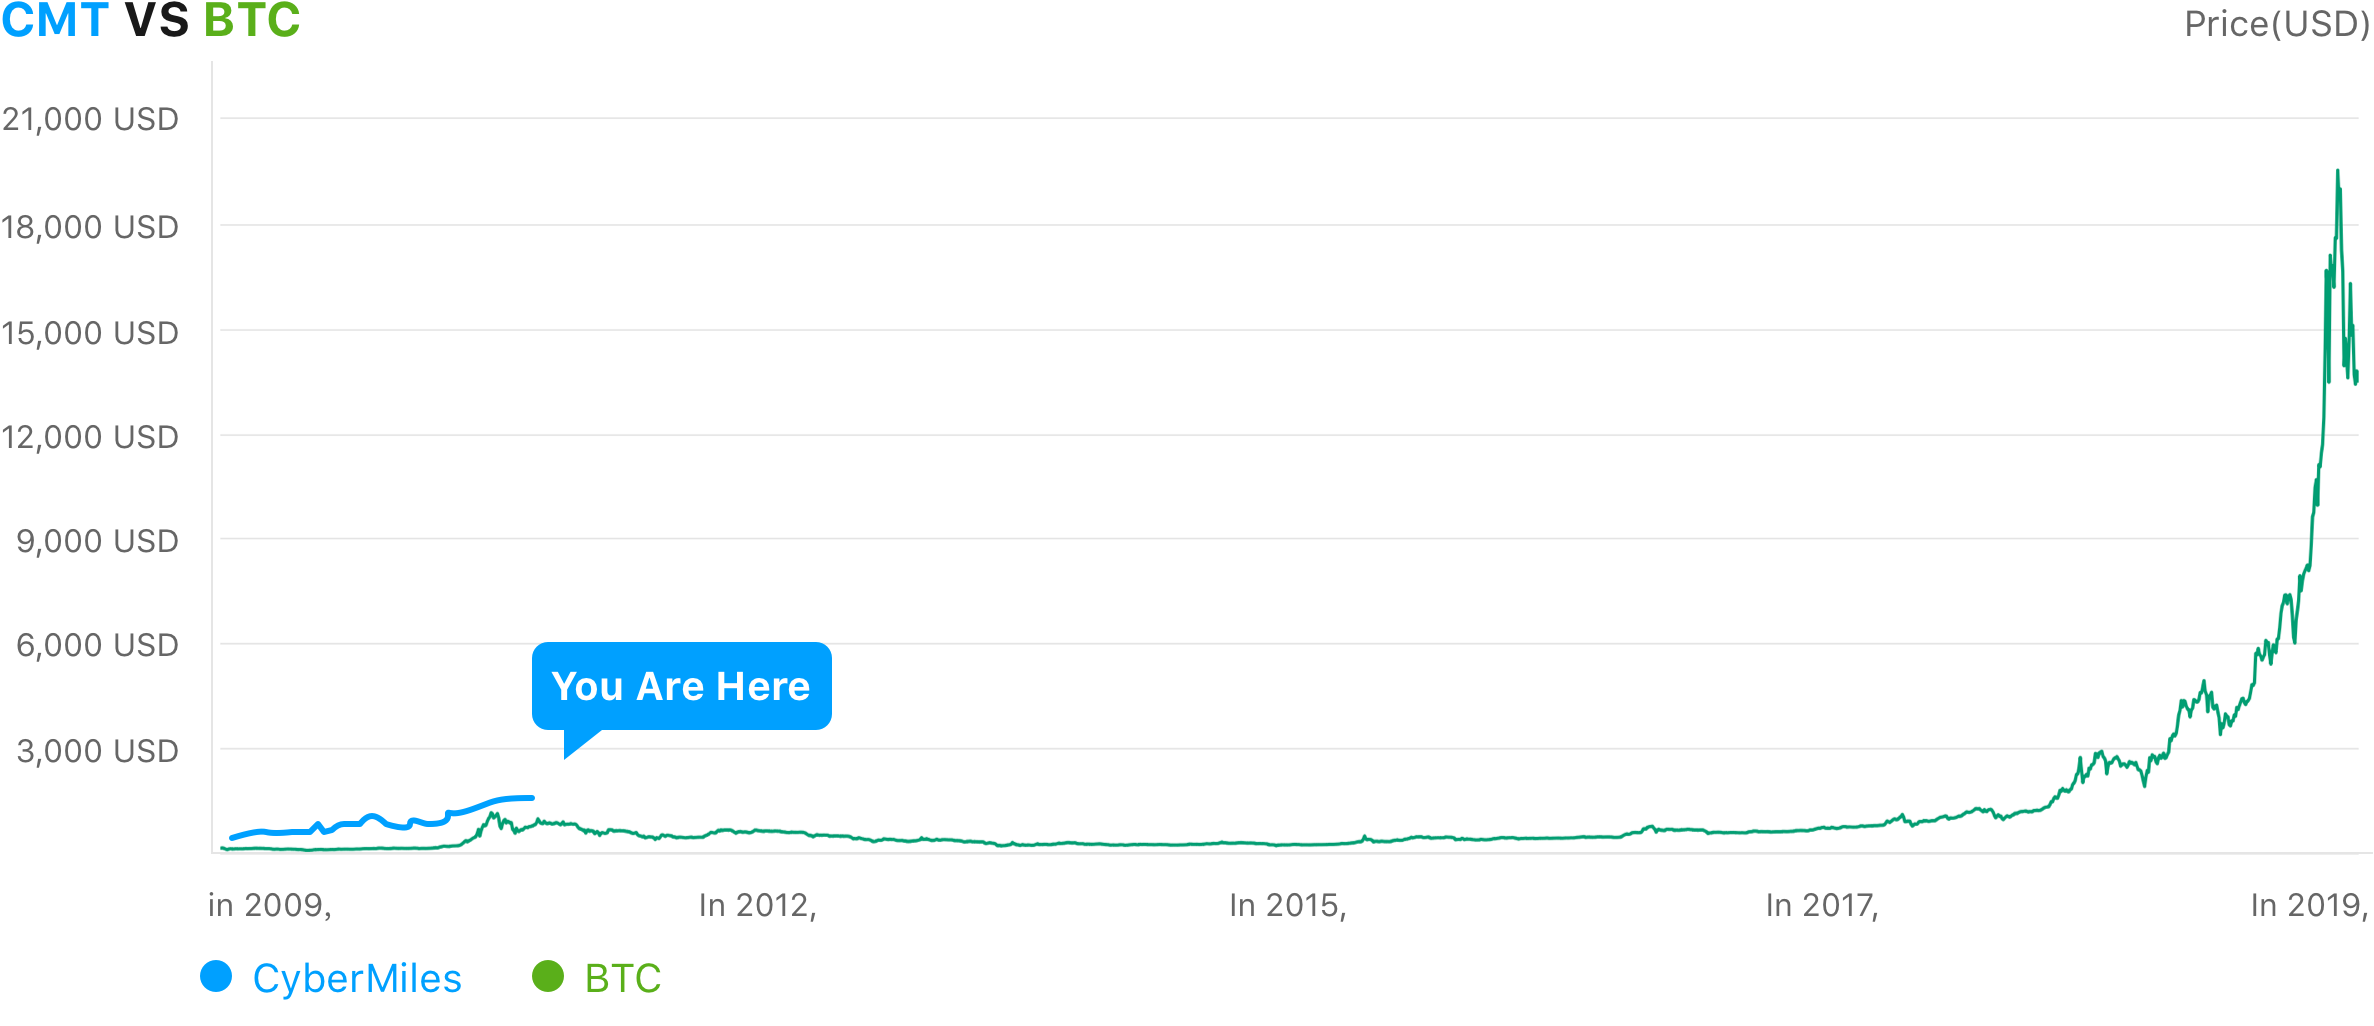 CMT VS BTC
Price(USD)
21,000 USD
18,000 USD
15,000 USD
12,000 USD
9,000 USD
6,000 USD
3,000 USD
You Are Here
in 2009,
In 2012,
In 2015,
In 2017,
In 2019,
CyberMiles
BTC